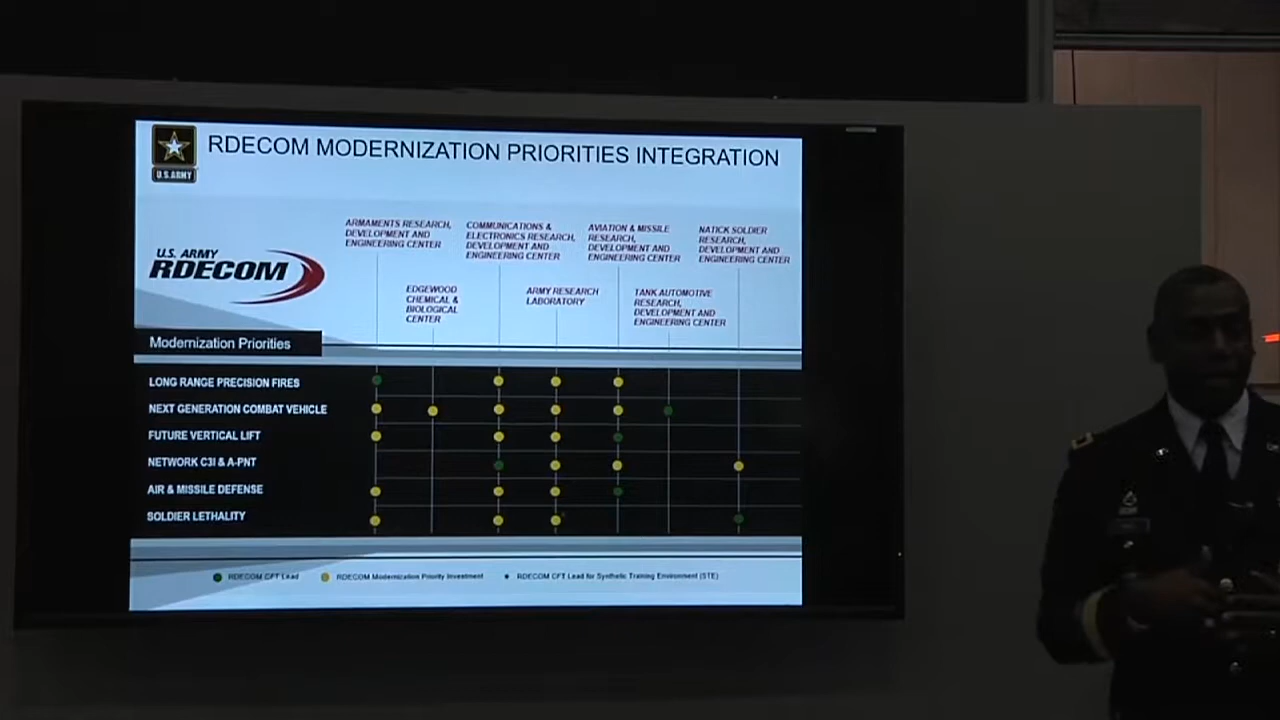 RDECOM MODERNIZATION PRIORITIES INTEGRATION
U.S.ARMY
ARMAMENTS RESEARCH,
DEVELOPMENT AND
ENGINEERING CENTER
COMMUNICATIONS &
ELECTRONICS RESEARCH,
DEVELOPMENT AND
ENGINEERING CENTER
AVIATION & MISSILE
RESEARCH,
DEVELOPMENT AND
ENGINEERING CENTER
NATICK SOLDIER
RESEARCH,
DEVELOPMENT AND
ENGINEERING CENTER
U.S. ARMY
RDECOM
EDGEWOOD
CHEMICAL &
BIOLOGICAL
CENTER
ARMY RESEARCH
LABORATORY
TANK AUTOMOTIVE
RESEARCH,
DEVELOPMENT AND
ENGINEERING CENTER
Modernization Priorities
LONG RANGE PRECISION FIRES
NEXT GENERATION COMBAT VEHICLE
FUTURE VERTICAL LIFT
NETWORK C3I & A-PNT
AIR & MISSILE DEFENSE
SOLDIER LETHALITY
RDECOM CFT Lead
RDECOM Modernization Priority Investment
RDECOM CFT Lead for Synthetic Training Environment (STE)